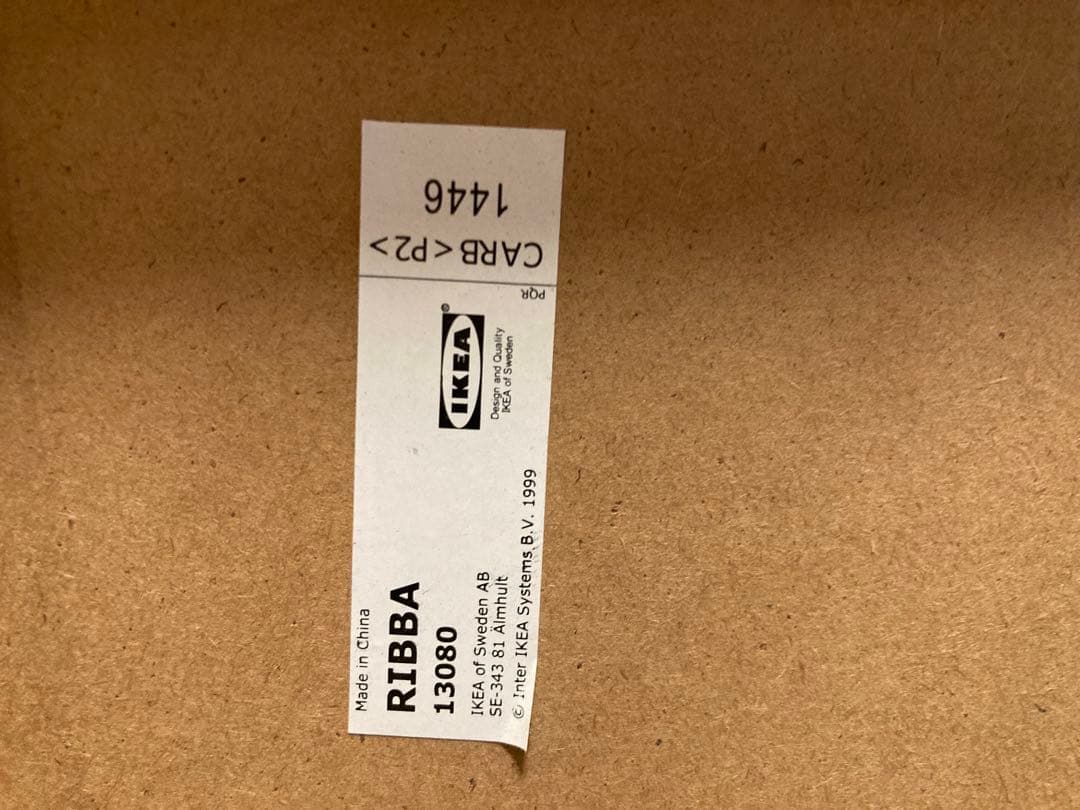 Made in China
RIBBA
13080
IKEA of Sweden AB
SE-343 81 Älmhult
© Inter IKEA Systems B.V. 1999
IKEA®
Design and Quality
IKEA of Sweden
PQR
CARB <P2>
1446